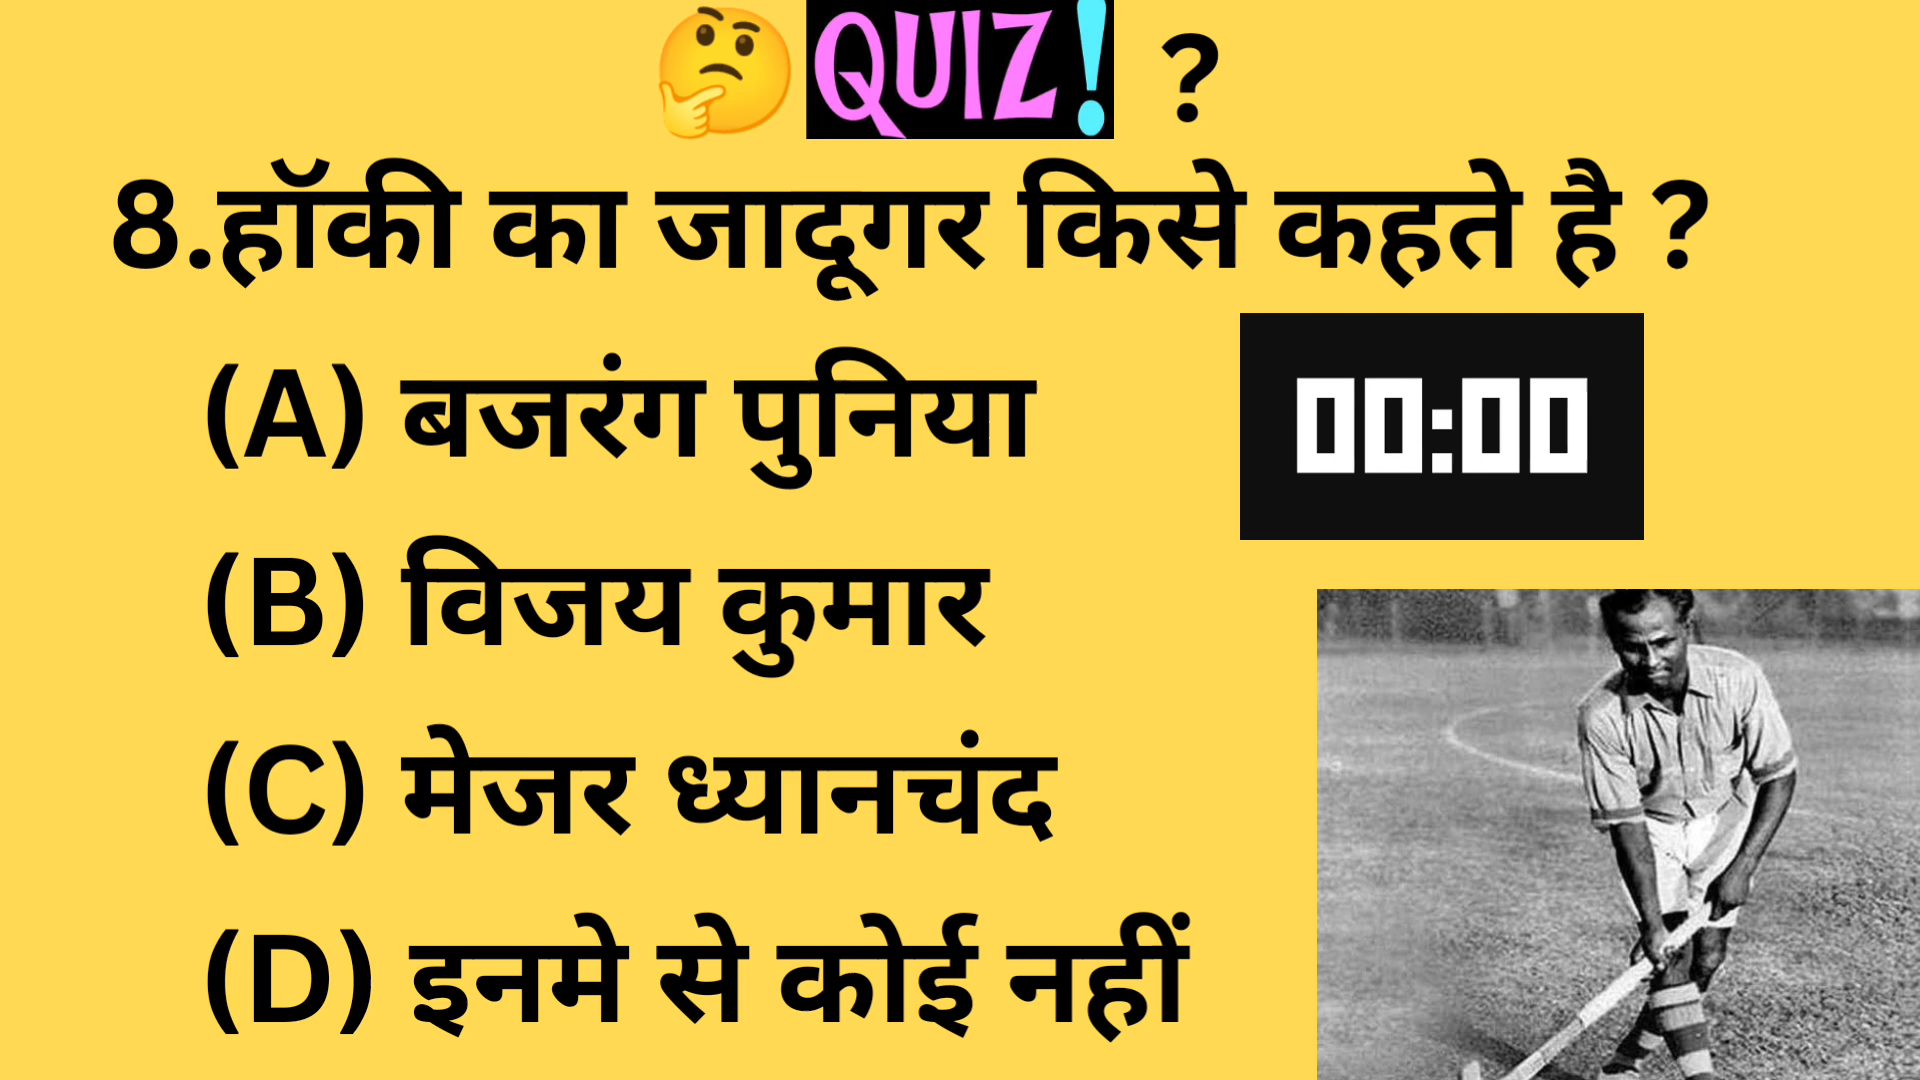 QUIZ! ?
8.हॉकी का जादूगर किसे कहते है ?
(A) बजरंग पुनिया
00:00
(B) विजय कुमार
(C) मेजर ध्यानचंद
(D) इनमे से कोई नहीं